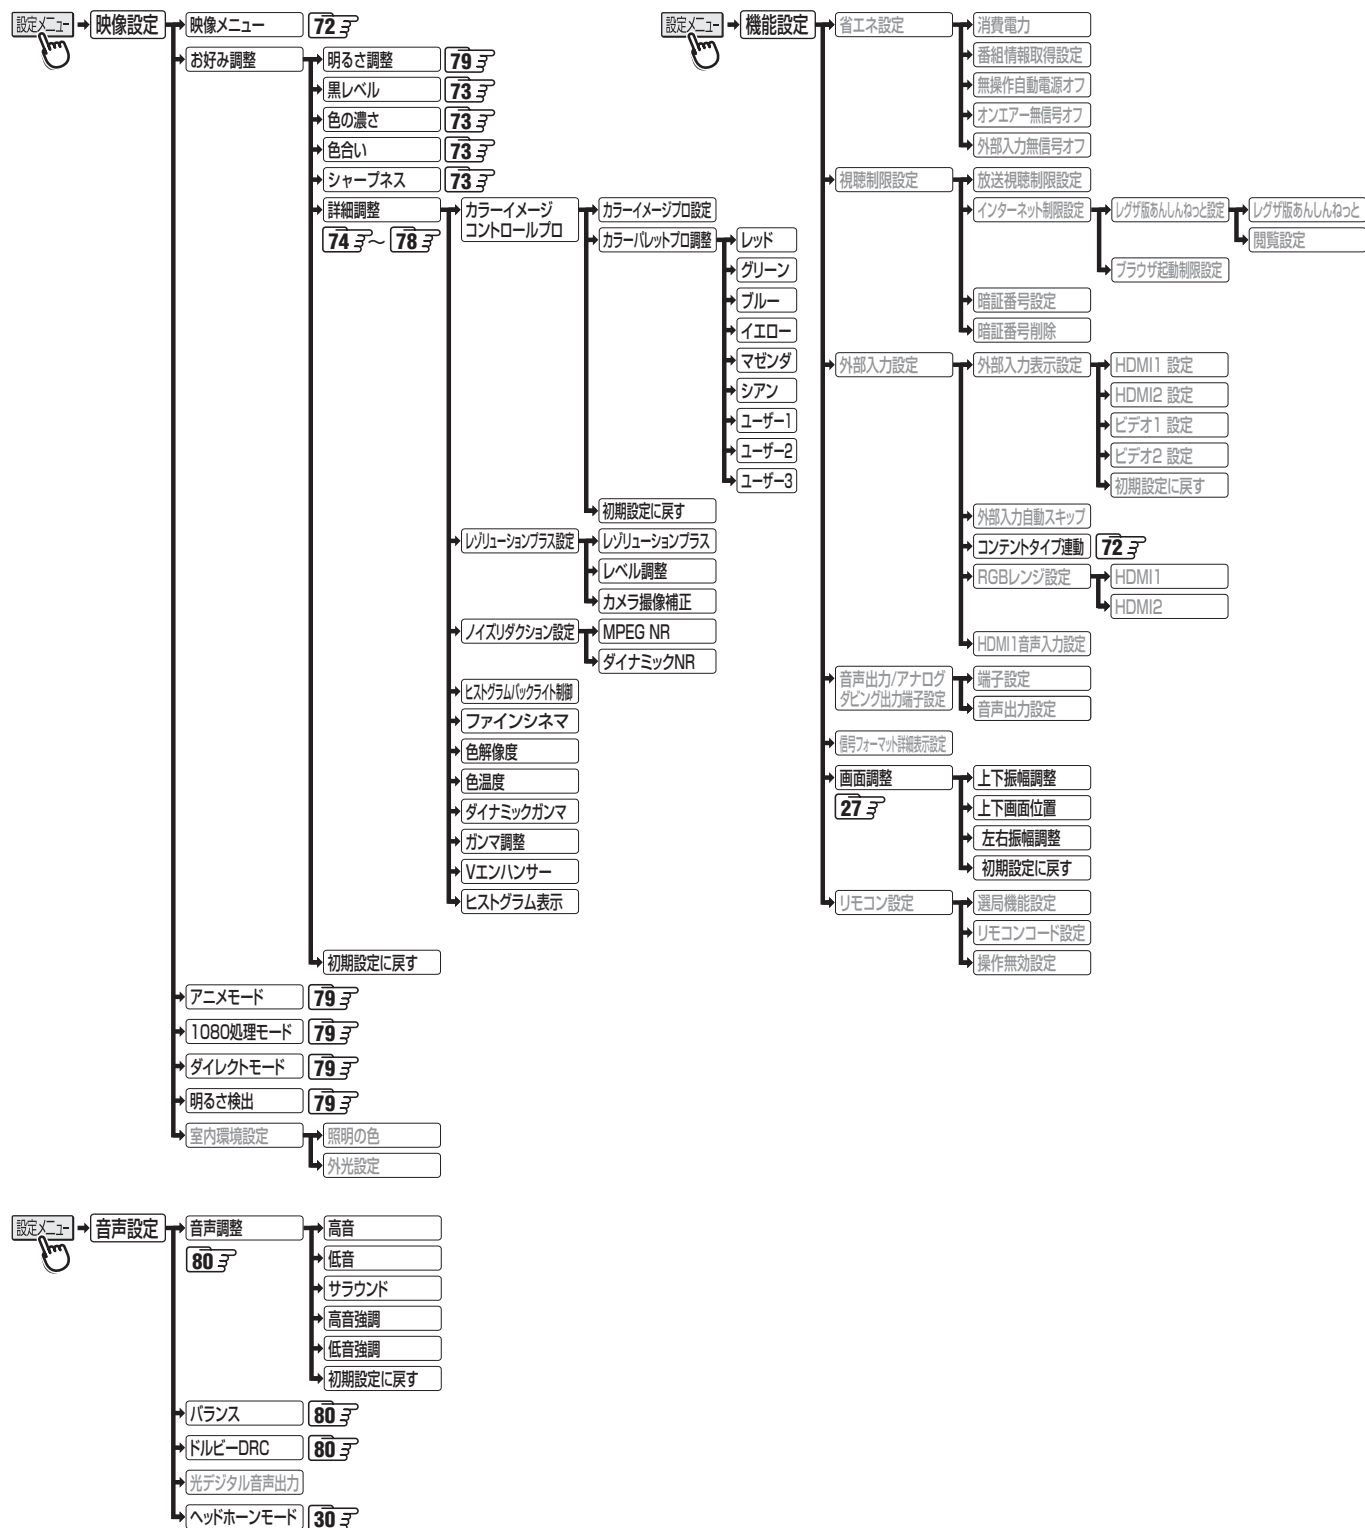 設定メニュー
映像設定
映像メニュー
72
お好み調整
明るさ調整
79
黒レベル
73
色の濃さ
73
色合い
73
シャープネス
73
詳細調整
74 ～ 78
カラーイメージ
コントロールプロ
カラーイメージプロ設定
カラーパレットプロ調整
レッド
グリーン
ブルー
イエロー
マゼンダ
シアン
ユーザー1
ユーザー2
ユーザー3
初期設定に戻す
レゾリューションプラス設定
レゾリューションプラス
レベル調整
カメラ撮像補正
ノイズリダクション設定
MPEG NR
ダイナミックNR
ヒストグラムバックライト制御
ファインシネマ
色解像度
色温度
ダイナミックガンマ
ガンマ調整
Vエンハンサー
ヒストグラム表示
初期設定に戻す
アニメモード
79
1080処理モード
79
ダイレクトモード
79
明るさ検出
79
室内環境設定
照明の色
外光設定
設定メニュー
音声設定
音声調整
80
高音
低音
サラウンド
高音強調
低音強調
初期設定に戻す
バランス
80
ドルビーDRC
80
光デジタル音声出力
ヘッドホーンモード
30
設定メニュー
機能設定
省エネ設定
消費電力
番組情報取得設定
無操作自動電源オフ
オンエアー無信号オフ
外部入力無信号オフ
視聴制限設定
放送視聴制限設定
インターネット制限設定
レグザ版あんしんねっと設定
レグザ版あんしんねっと
閲覧設定
ブラウザ起動制限設定
暗証番号設定
暗証番号削除
外部入力設定
外部入力表示設定
HDMI1 設定
HDMI2 設定
ビデオ1 設定
ビデオ2 設定
初期設定に戻す
外部入力自動スキップ
コンテントタイプ連動
72
RGBレンジ設定
HDMI1
HDMI2
HDMI1音声入力設定
音声出力/アナログ
ダビング出力端子設定
端子設定
音声出力設定
信号フォーマット詳細表示設定
画面調整
27
上下振幅調整
上下画面位置
左右振幅調整
初期設定に戻す
リモコン設定
選局機能設定
リモコンコード設定
操作無効設定